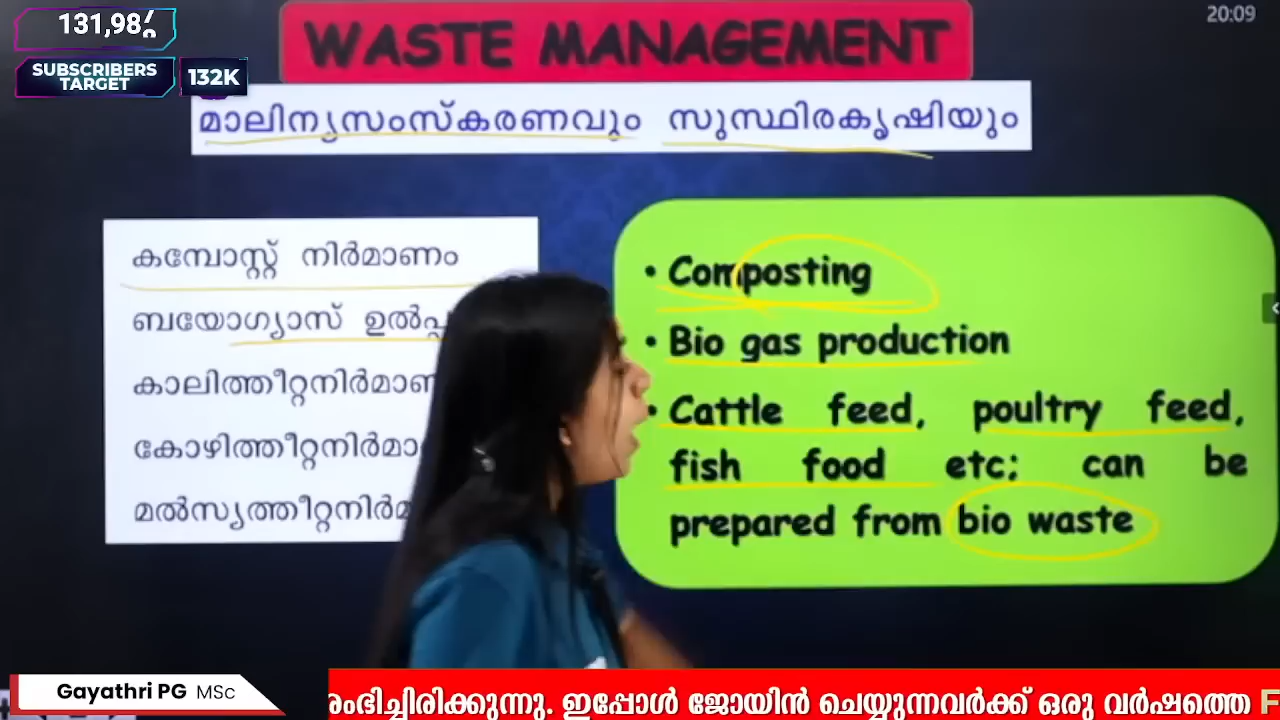 131,98
SUBSCRIBERS
TARGET
132K
20:09
WASTE MANAGEMENT
മാലിന്യസംസ്കരണവും സുസ്ഥിരകൃഷിയും
കമ്പോസ്റ്റ് നിർമാണം
ബയോഗ്യാസ്
കാലിത്തീറ്റനിർമാണ
കോഴിത്തീറ്റനിർമാ
മൽസ്യത്തീറ്റനിർമ
• Composting
• Bio gas production
• Cattle feed, poultry feed,
fish food etc; can be
prepared from bio waste
Gayathri PG MSc
രംഭിച്ചിരിക്കുന്നു. ഇപ്പോൾ ജോയിൻ ചെയ്യുന്നവർക്ക് ഒരു വർഷത്തെ F